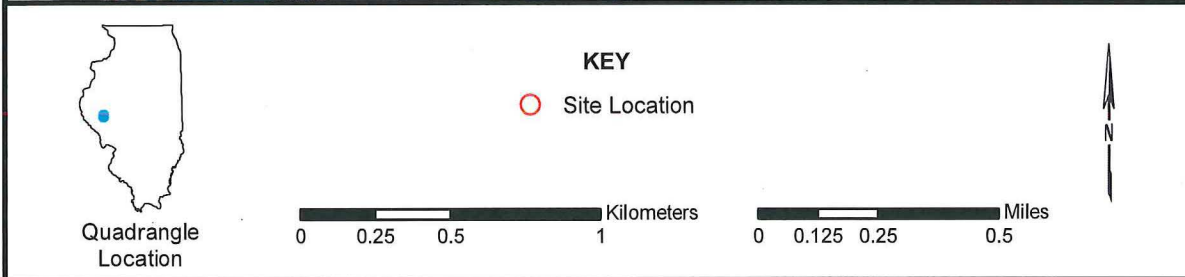 KEY
Site Location
N
Quadrangle
Location
Kilometers
0 0.25 0.5 1
Miles
0 0.125 0.25 0.5